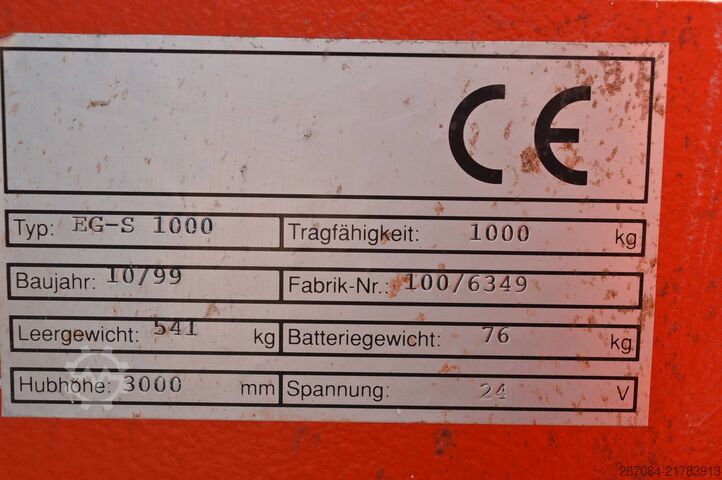 CE
Typ: EG-S 1000 Tragfähigkeit: 1000 kg
Baujahr: 10/99 Fabrik-Nr.: 100/6349
Leergewicht: 541 kg Batteriegewicht: 76 kg
Hubhöhe: 3000 mm Spannung: 24 V
287084-21783913